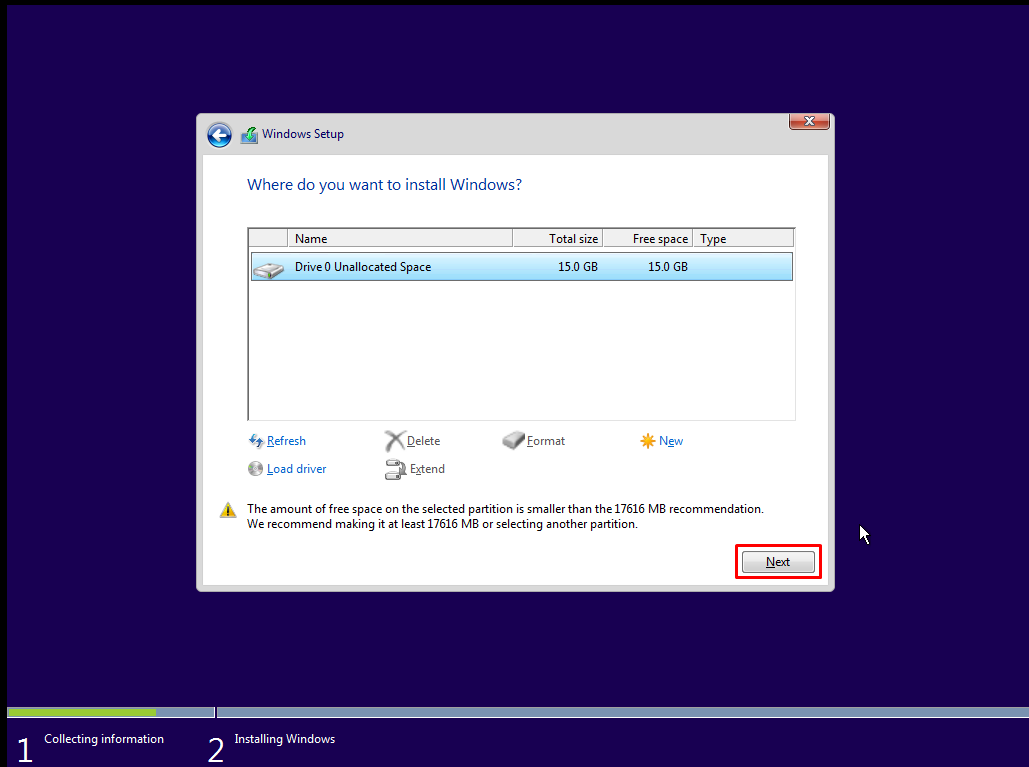 Windows Setup
Where do you want to install Windows?
Name Total size Free space Type
Drive 0 Unallocated Space 15.0 GB 15.0 GB
Refresh Delete Format New
Load driver Extend
The amount of free space on the selected partition is smaller than the 17616 MB recommendation.
We recommend making it at least 17616 MB or selecting another partition.
Next
1 Collecting information 2 Installing Windows